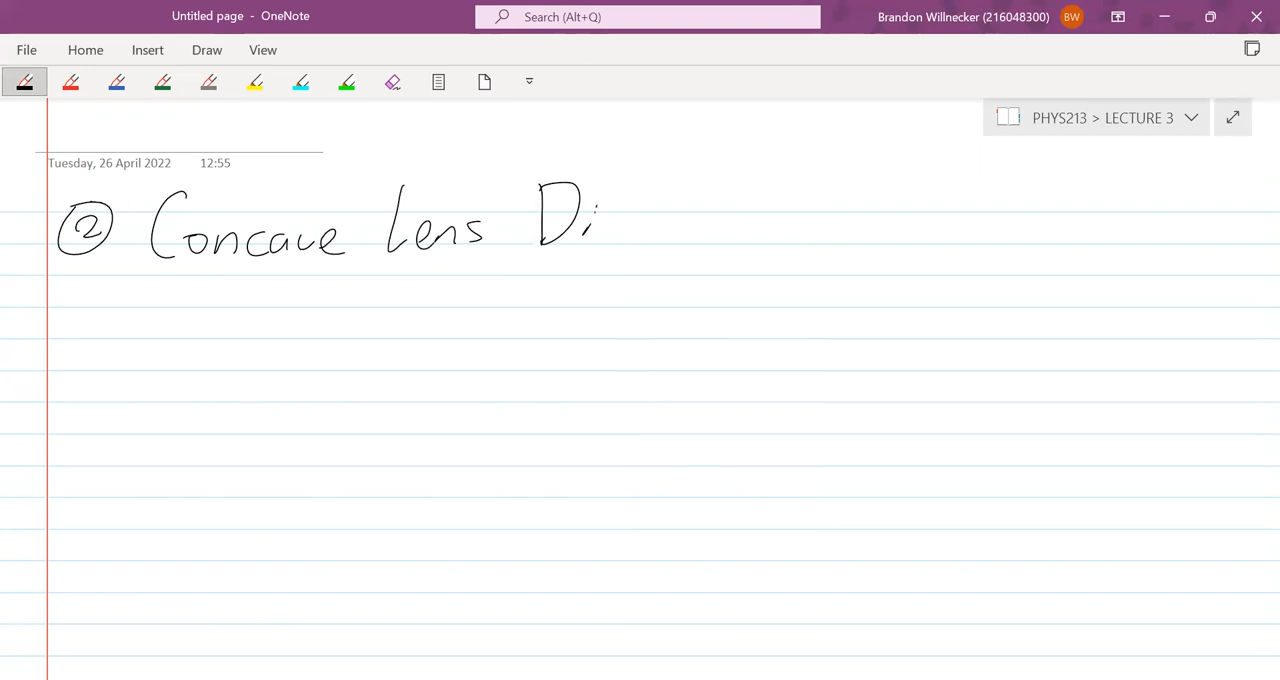 Untitled page - OneNote
Search (Alt+Q)
Brandon Willnecker (216048300)
BW
File
Home
Insert
Draw
View
PHYS213 > LECTURE 3
Tuesday, 26 April 2022
12:55
② Concave Lens Di